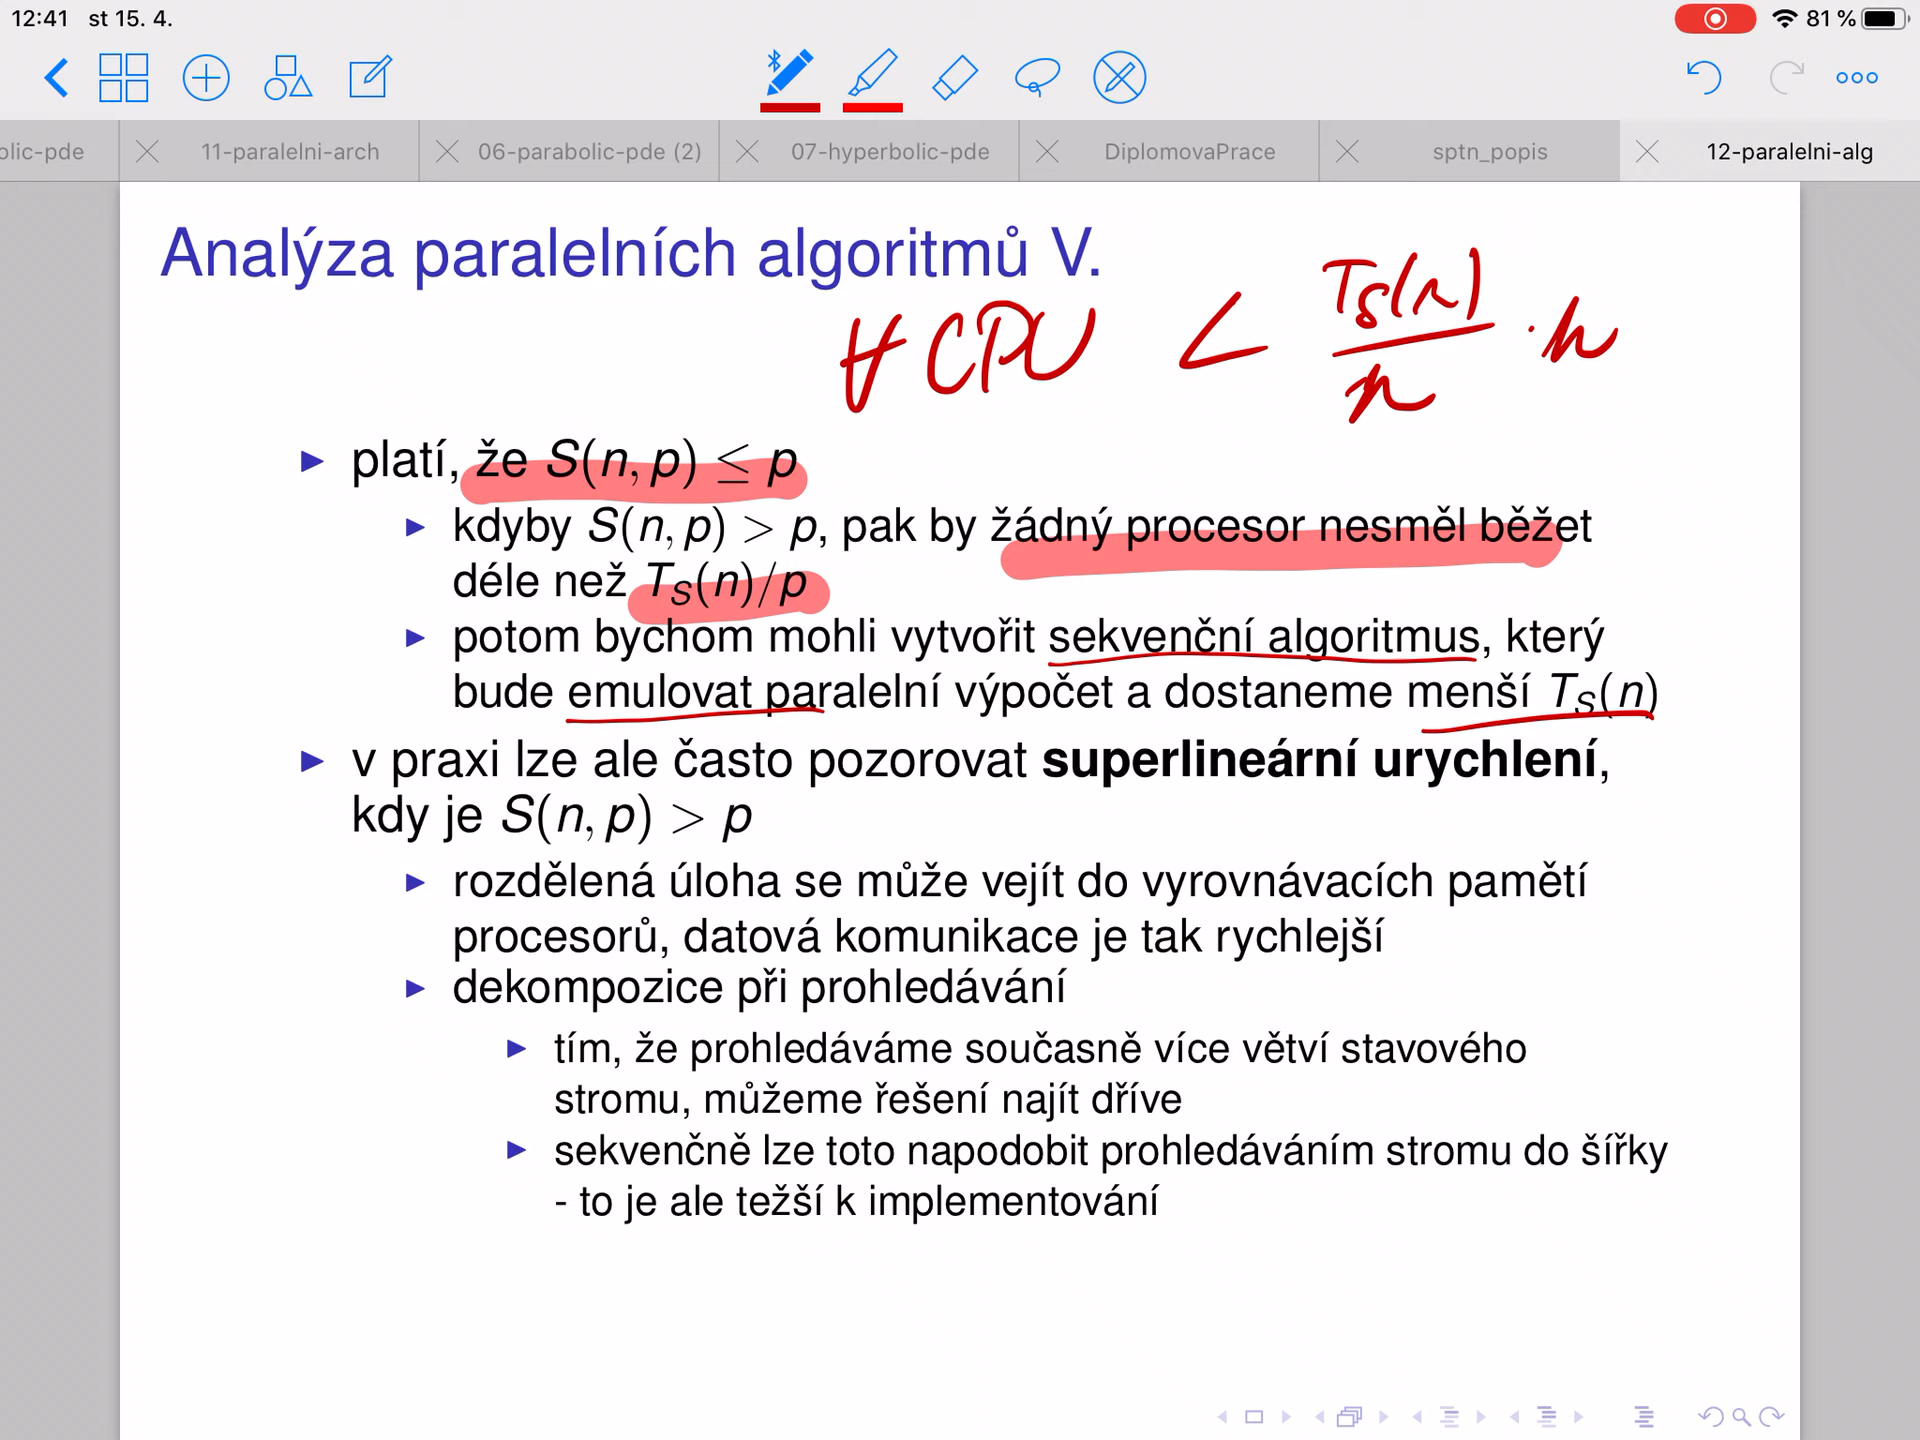 12:41 st 15. 4. 81 %
olic-pde 11-paralelni-arch 06-parabolic-pde (2) 07-hyperbolic-pde DiplomovaPrace sptn_popis 12-paralelni-alg
Analýza paralelních algoritmů V.
∀ CPU < Ts(n)/n · n
platí, že S(n, p) ≤ p
kdyby S(n, p) > p, pak by žádný procesor nesměl běžet
déle než T_S(n)/p
potom bychom mohli vytvořit sekvenční algoritmus, který
bude emulovat paralelní výpočet a dostaneme menší T_S(n)
v praxi lze ale často pozorovat superlineární urychlení,
kdy je S(n, p) > p
rozdělená úloha se může vejít do vyrovnávacích pamětí
procesorů, datová komunikace je tak rychlejší
dekompozice při prohledávání
tím, že prohledáváme současně více větví stavového
stromu, můžeme řešení najít dříve
sekvenčně lze toto napodobit prohledáváním stromu do šířky
- to je ale težší k implementování